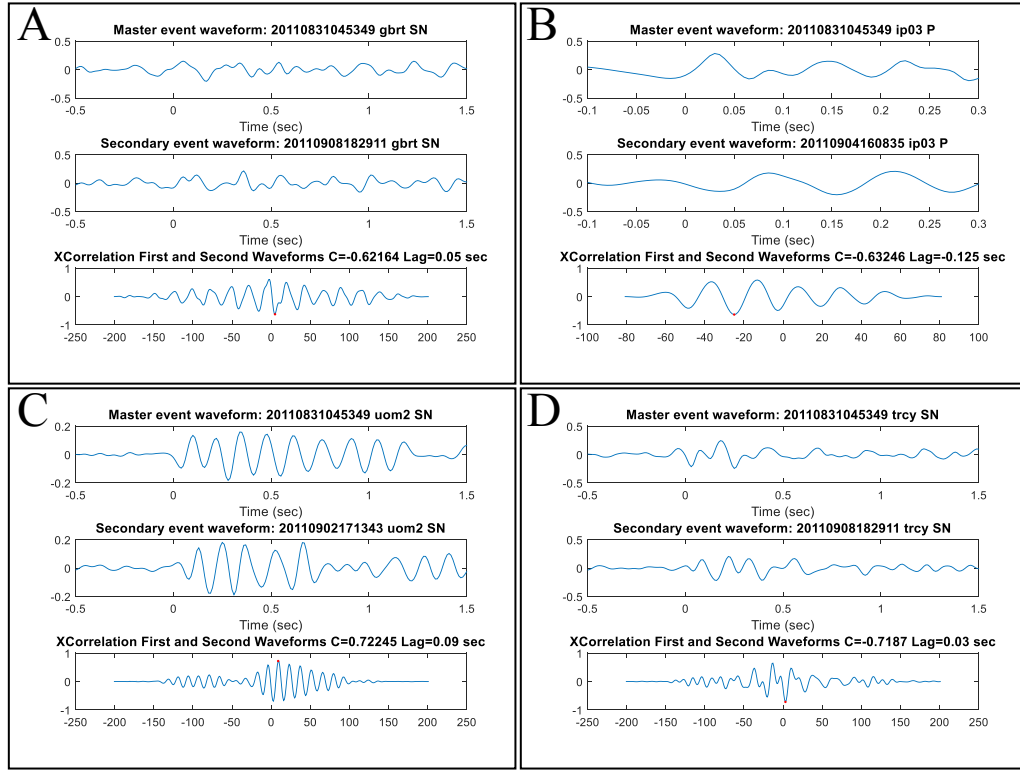 A
Master event waveform: 20110831045349 gbrt SN
0.5
0
-0.5
-0.5 0 0.5 1 1.5
Time (sec)
Secondary event waveform: 20110908182911 gbrt SN
0.5
0
-0.5
-0.5 0 0.5 1 1.5
Time (sec)
XCorrelation First and Second Waveforms C=-0.62164 Lag=0.05 sec
1
0
-1
-250 -200 -150 -100 -50 0 50 100 150 200 250
B
Master event waveform: 20110831045349 ip03 P
0.5
0
-0.5
-0.1 -0.05 0 0.05 0.1 0.15 0.2 0.25 0.3
Time (sec)
Secondary event waveform: 20110904160835 ip03 P
0.5
0
-0.5
-0.1 -0.05 0 0.05 0.1 0.15 0.2 0.25 0.3
Time (sec)
XCorrelation First and Second Waveforms C=-0.63246 Lag=-0.125 sec
1
0
-1
-100 -80 -60 -40 -20 0 20 40 60 80 100
C
Master event waveform: 20110831045349 uom2 SN
0.2
0
-0.2
-0.5 0 0.5 1 1.5
Time (sec)
Secondary event waveform: 20110902171343 uom2 SN
0.2
0
-0.2
-0.5 0 0.5 1 1.5
Time (sec)
XCorrelation First and Second Waveforms C=0.72245 Lag=0.09 sec
1
0
-1
-250 -200 -150 -100 -50 0 50 100 150 200 250
D
Master event waveform: 20110831045349 trcy SN
0.5
0
-0.5
-0.5 0 0.5 1 1.5
Time (sec)
Secondary event waveform: 20110908182911 trcy SN
0.5
0
-0.5
-0.5 0 0.5 1 1.5
Time (sec)
XCorrelation First and Second Waveforms C=-0.7187 Lag=0.03 sec
1
0
-1
-250 -200 -150 -100 -50 0 50 100 150 200 250